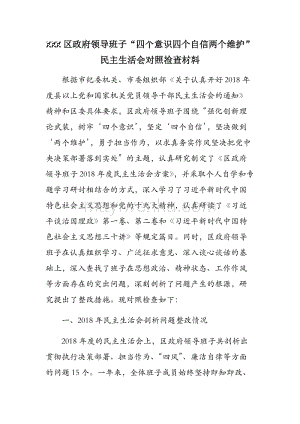 xxx区政府领导班子“四个意识四个自信两个维护”
民主生活会对照检查材料
根据市纪委机关、市委组织部《关于认真开好2018年
度县以上党和国家机关党员领导干部民主生活会的通知》
精神和区委具体要求，区政府领导班子围绕“强化创新理
论武装，树牢‘四个意识’，坚定‘四个自信’，坚决做到
‘两个维护’，勇于担当作为，以求真务实作风坚决把党中
央决策部署落到实处”的主题，认真研究制定了《区政府
领导班子2018年度民主生活会方案》，并采取个人自学与专
题学习研讨相结合的方式，深入学习了习近平新时代中国
特色社会主义思想和党的十九大精神，认真研读了《习近
平谈治国理政》第一卷、第二卷和《习近平新时代中国特
色社会主义思想三十讲》等规定篇目。同时，区政府领导
班子在认真组织学习、广泛征求意见、深入谈心谈话的基
础上，深入查找了班子在思想政治、精神状态、工作作风
等方面存在的突出问题，深刻剖析了问题产生的根源，研
究提出了整改措施。现对照检查如下：
一、2018年民主生活会剖析问题整改情况
2018年度的民主生活会上，区政府领导班子共剖析出
贯彻执行决策部署。担当作为、“四风”、廉洁自律等方面
的问题15个。一年来，全体班子成员始终坚持即知即改、